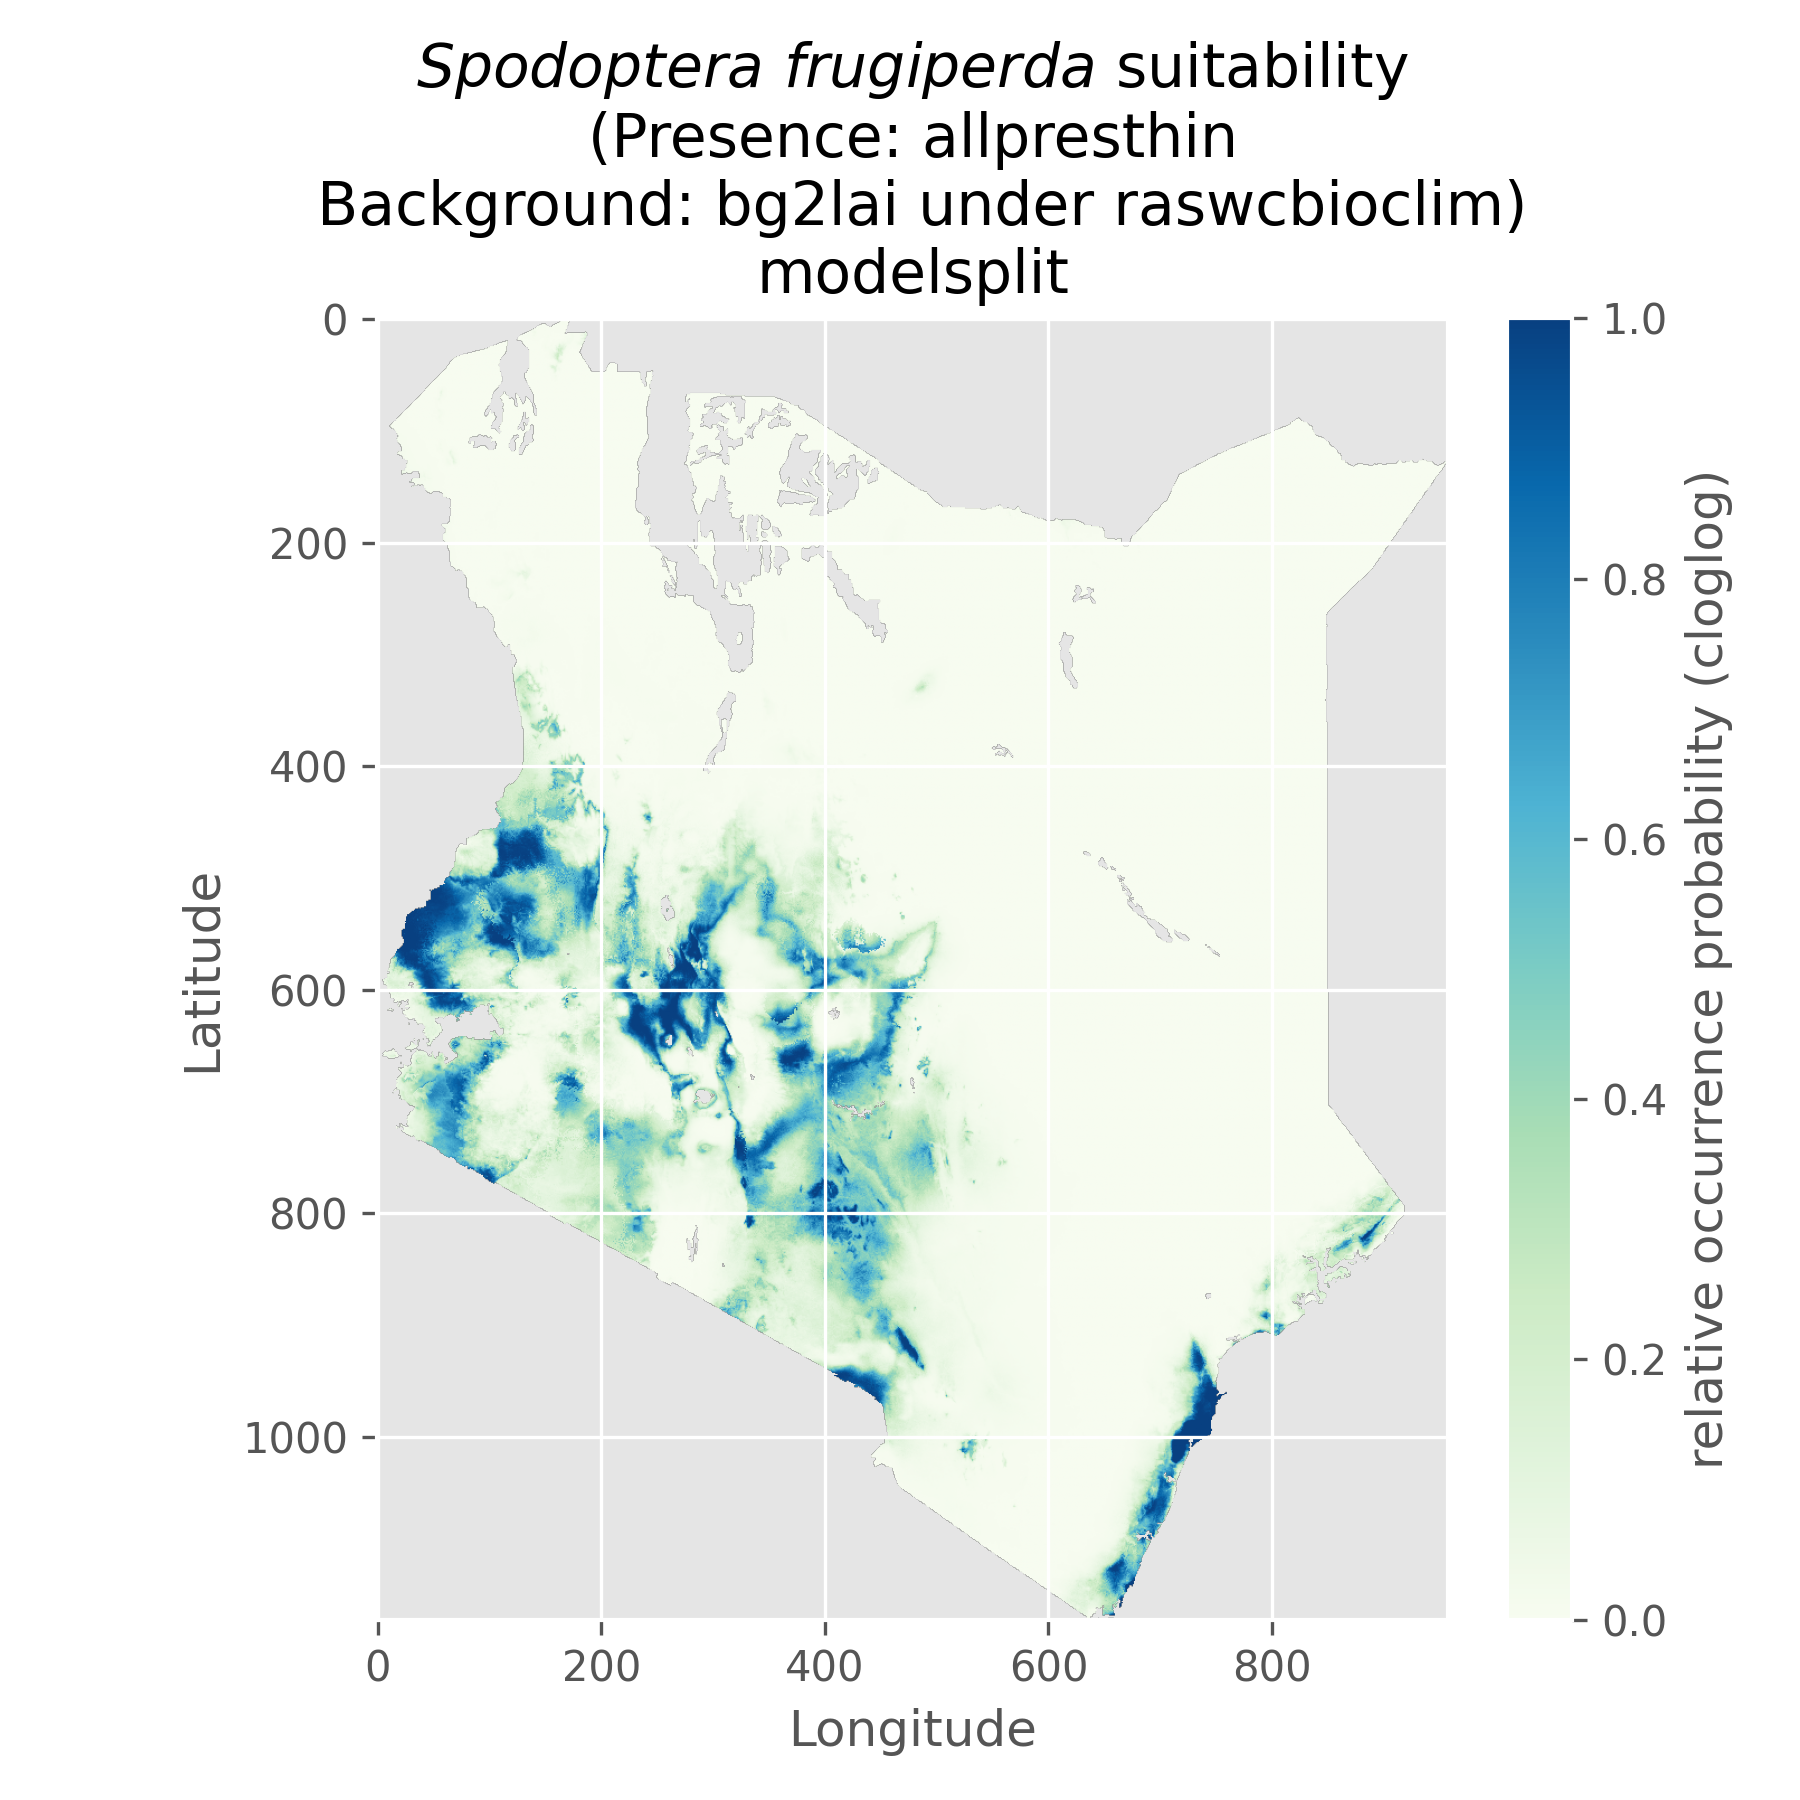 Spodoptera frugiperda suitability
(Presence: allpresthin
Background: bg2lai under raswcbioclim)
modelsplit
0
200
400
600
800
1000
Latitude
0
200
400
600
800
Longitude
1.0
0.8
0.6
0.4
0.2
0.0
relative occurrence probability (cloglog)